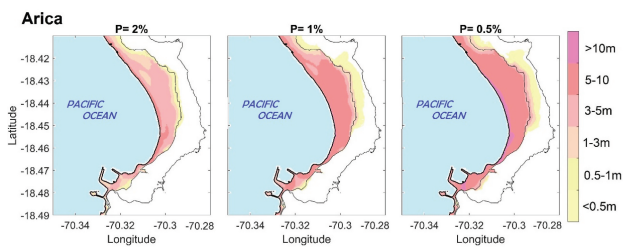 Arica
P= 2%
P= 1%
P= 0.5%
Latitude
-18.42
-18.43
-18.44
-18.45
-18.46
-18.47
-18.48
-18.49
PACIFIC
OCEAN
PACIFIC
OCEAN
PACIFIC
OCEAN
-70.34 -70.32 -70.3 -70.28
-70.34 -70.32 -70.3 -70.28
-70.34 -70.32 -70.3 -70.28
Longitude
Longitude
Longitude
>10m
5-10
3-5m
1-3m
0.5-1m
<0.5m